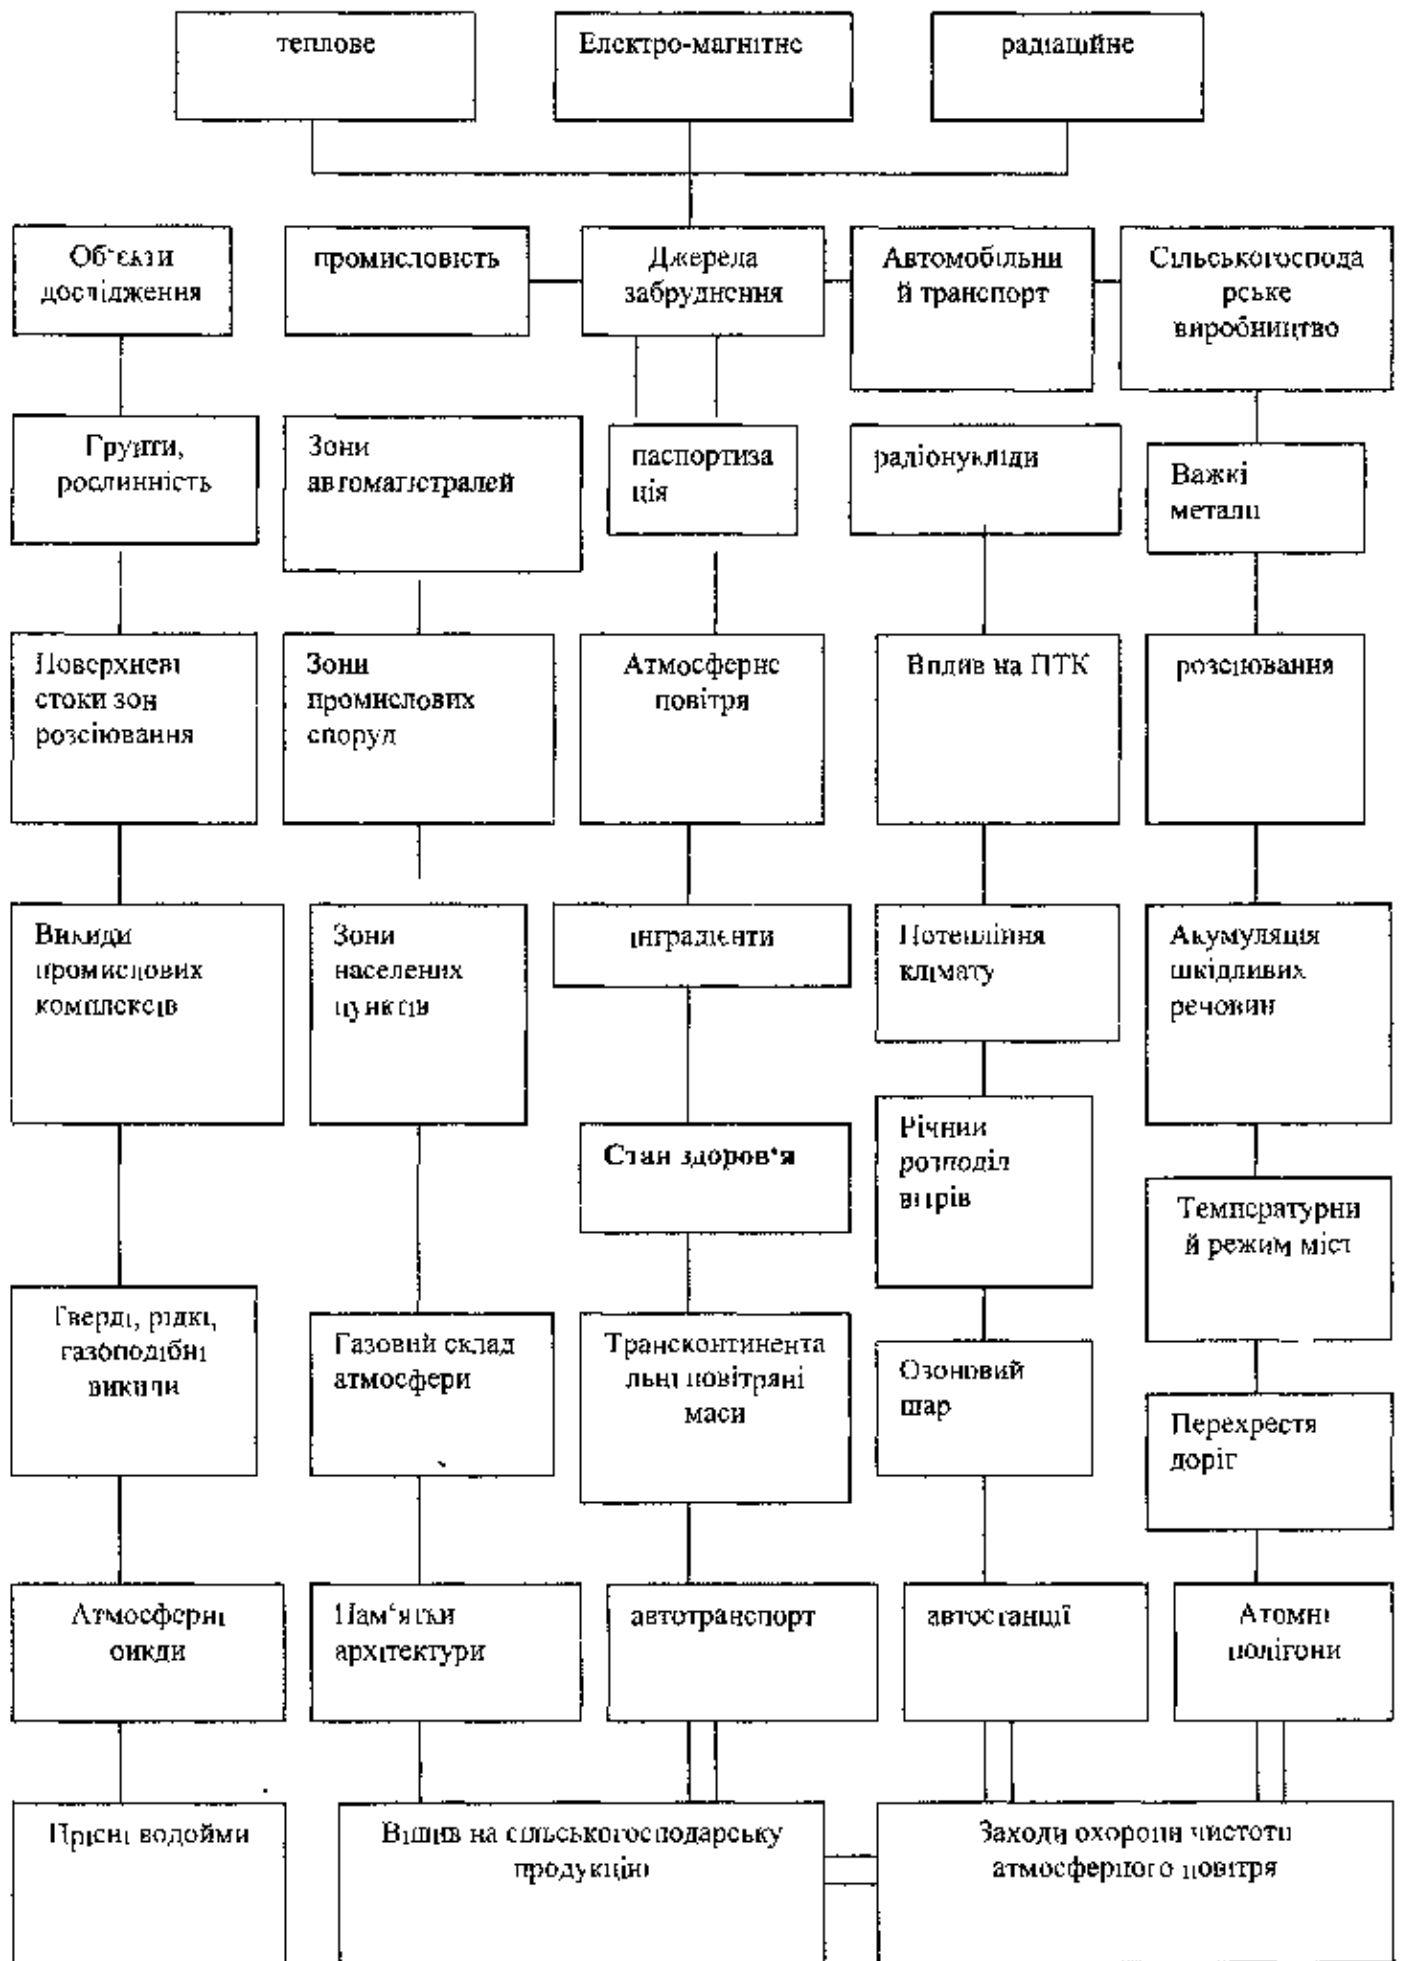 теплове
Електро-магнітне
радіаційне
Об‘єкти
дослідження
промисловість
Джерела
забруднення
Автомобільни
й транспорт
Сільськогоспода
рське
виробництво
Грунти,
рослинність
Зони
автомагістралей
паспортиза
ція
радіонукліди
Важкі
метали
Поверхневі
стоки зон
розсіювання
Зони
промислових
споруд
Атмосферне
повітря
Вплив на ПТК
розсіювання
Викиди
промислових
комплексів
Зони
населених
пунктів
інградієнти
Потепління
клімату
Акумуляція
шкідливих
речовин
Стан здоров‘я
Річний
розподіл
вітрів
Температурни
й режим міст
Тверді, рідкі,
газоподібні
викиди
Газовий склад
атмосфери
Трансконтинента
льні повітряні
маси
Озоновий
шар
Перехрестя
доріг
Атмосферні
опади
Пам‘ятки
архітектури
автотранспорт
автостанції
Атомні
полігони
Прісні водойми
Вплив на сільськогосподарську
продукцію
Заходи охорони чистоти
атмосферного повітря